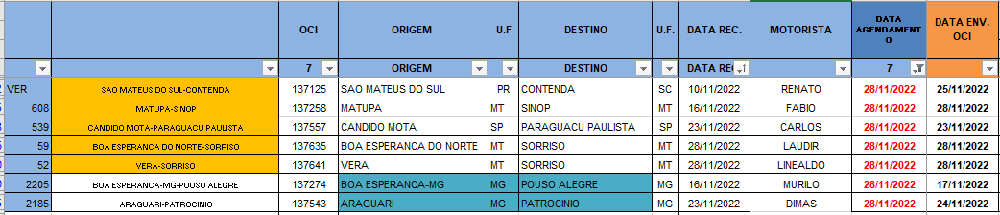 OCI ORIGEM U.F DESTINO U.F. DATA REC. MOTORISTA DATA AGENDAMENTO DATA ENV. OCI
7 ORIGEM DESTINO DATA REC 7
VER SAO MATEUS DO SUL-CONTENDA 137125 SAO MATEUS DO SUL PR CONTENDA SC 10/11/2022 RENATO 28/11/2022 25/11/2022
608 MATUPA-SINOP 137258 MATUPA MT SINOP MT 16/11/2022 FABIO 28/11/2022 28/11/2022
539 CANDIDO MOTA-PARAGUACU PAULISTA 137557 CANDIDO MOTA SP PARAGUACU PAULISTA SP 23/11/2022 CARLOS 28/11/2022 23/11/2022
59 BOA ESPERANCA DO NORTE-SORRISO 137635 BOA ESPERANCA DO NORTE MT SORRISO MT 28/11/2022 LAUDIR 28/11/2022 28/11/2022
52 VERA-SORRISO 137641 VERA MT SORRISO MT 28/11/2022 LINEALDO 28/11/2022 28/11/2022
2205 BOA ESPERANCA-MG-POUSO ALEGRE 137274 BOA ESPERANCA-MG MG POUSO ALEGRE MG 16/11/2022 MURILO 28/11/2022 17/11/2022
2185 ARAGUARI-PATROCINIO 137543 ARAGUARI MG PATROCINIO MG 23/11/2022 DIMAS 28/11/2022 24/11/2022